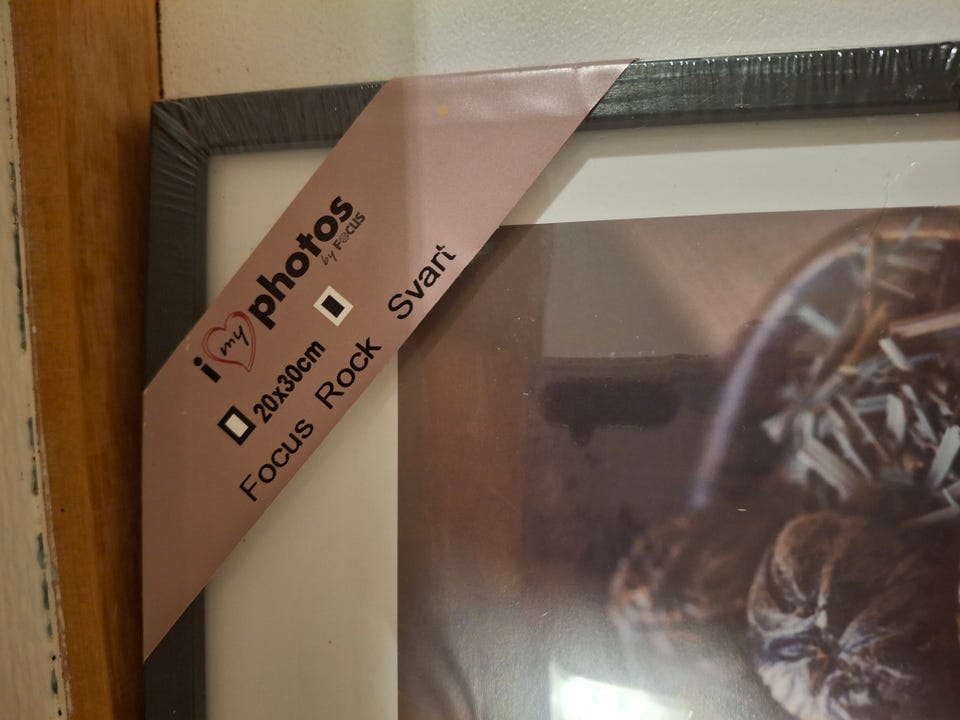 i my photos
by Focus
20x30cm
Focus Rock Svart